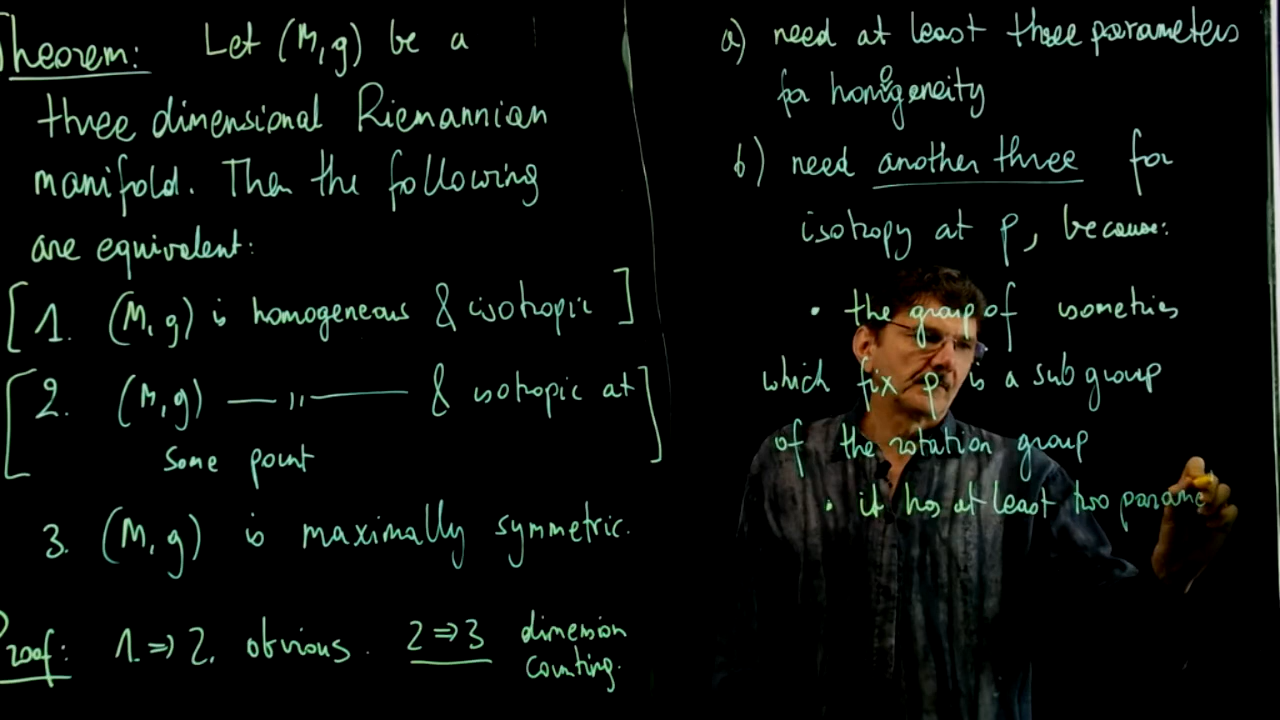 Theorem: Let (M,g) be a
three dimensional Riemannian
manifold. Then the following
are equivalent:
[1. (M,g) is homogeneous & isotropic]
[2. (M,g) —〃— & isotropic at
some point]
3. (M,g) is maximally symmetric.
Proof: 1.⇒2. obvious. 2⇒3 dimension
counting.
a) need at least three parameters
for homogeneity
b) need another three for
isotropy at p, because:
• the group of isometries
which fix p is a subgroup
of the rotation group
• it has at least two parame